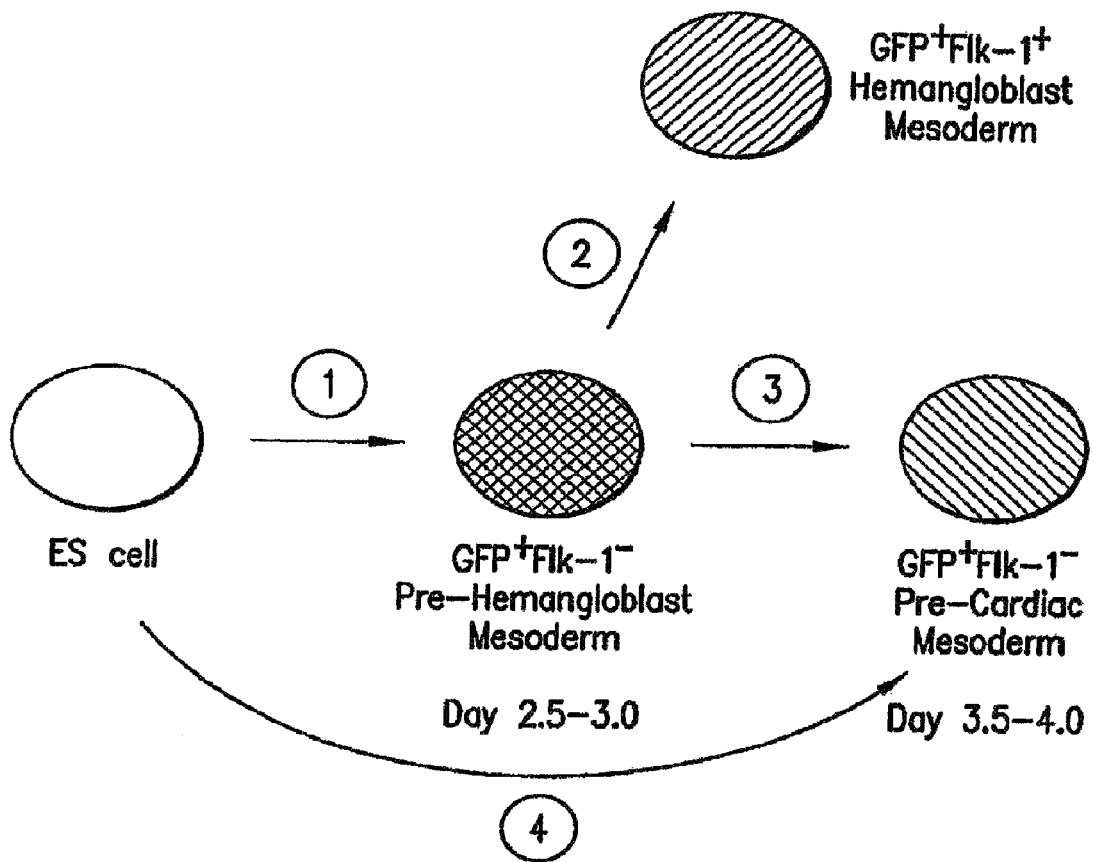 GFP+Flk-1+
Hemangloblast
Mesoderm
2
1
3
ES cell
GFP+Flk-1-
Pre-Hemangloblast
Mesoderm
GFP+Flk-1-
Pre-Cardiac
Mesoderm
Day 2.5-3.0
Day 3.5-4.0
4